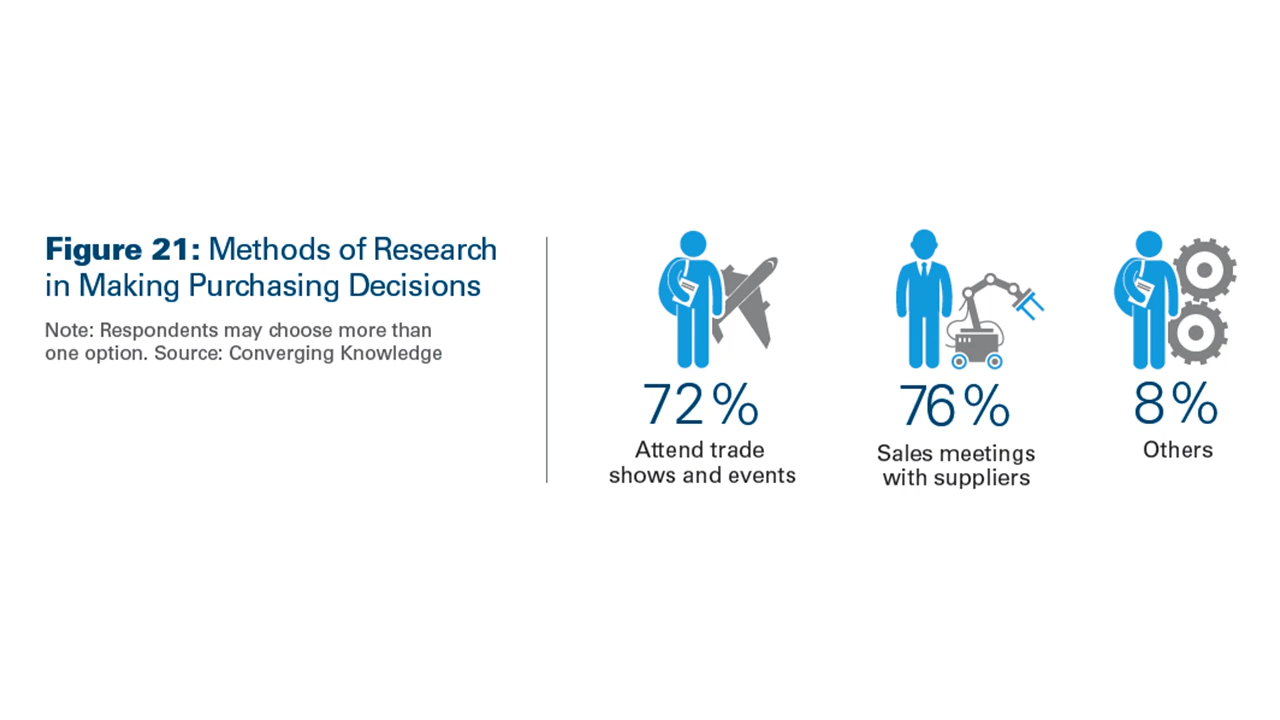 Figure 21: Methods of Research
in Making Purchasing Decisions
Note: Respondents may choose more than
one option. Source: Converging Knowledge
72%
Attend trade
shows and events
76%
Sales meetings
with suppliers
8%
Others